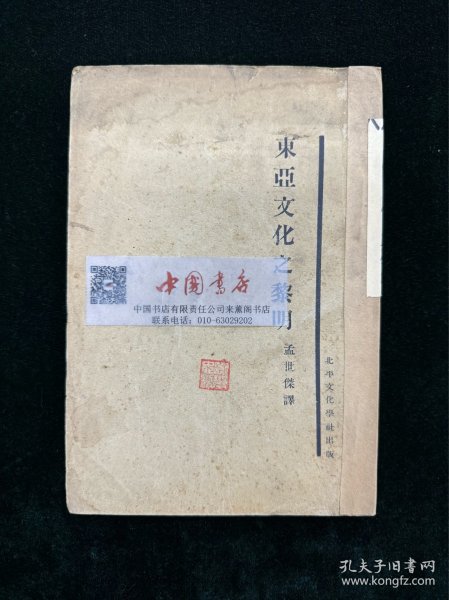 東亞文化之黎明
孟世傑譯
北平文化學社出版
中國書店
中国书店有限责任公司来薰阁书店
联系电话：010-63029202
孔夫子旧书网
www.kongfz.com